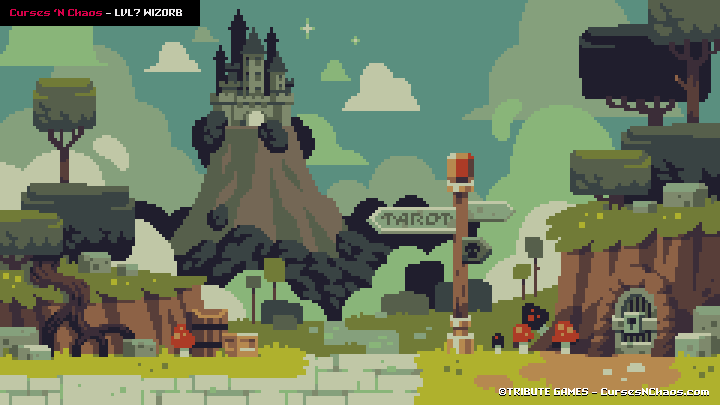 Curses 'N Chaos - LVL? WIZORB
TAROT
©TRIBUTE GAMES - CursesNChaos.com